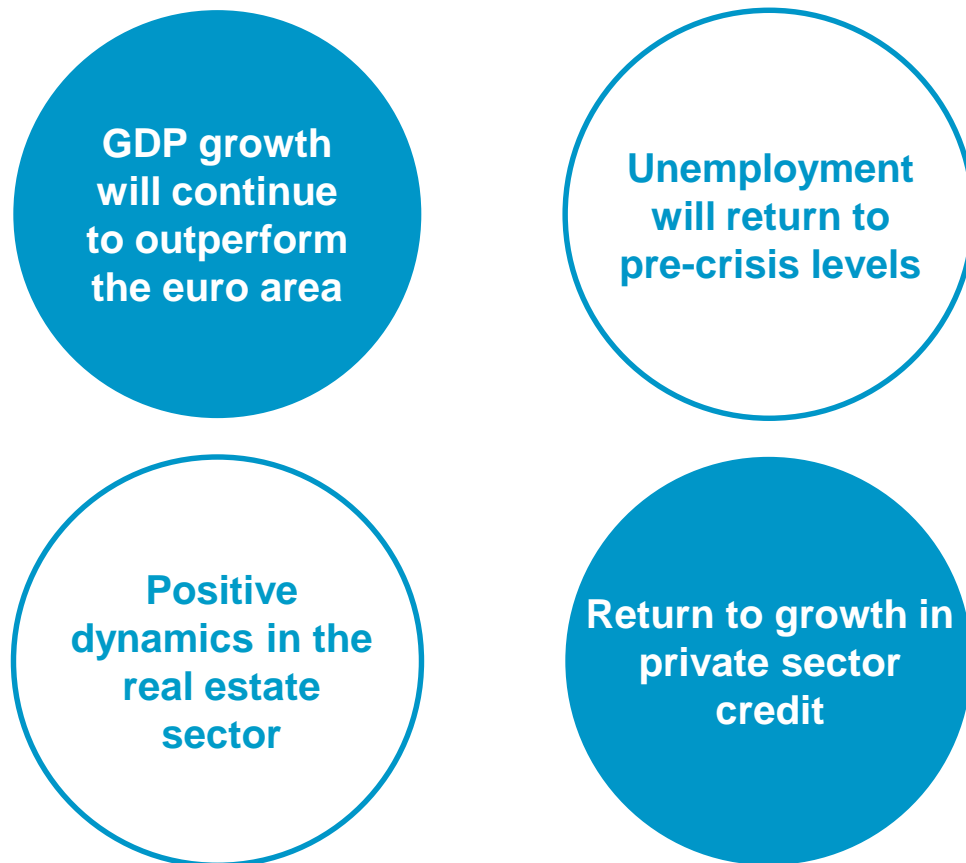 GDP growth
will continue
to outperform
the euro area
Unemployment
will return to
pre-crisis levels
Positive
dynamics in the
real estate
sector
Return to growth in
private sector
credit